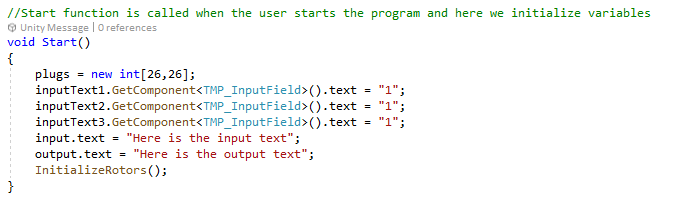 //Start function is called when the user starts the program and here we initialize variables
Unity Message | 0 references
void Start()
{
plugs = new int[26,26];
inputText1.GetComponent<TMP_InputField>().text = "1";
inputText2.GetComponent<TMP_InputField>().text = "1";
inputText3.GetComponent<TMP_InputField>().text = "1";
input.text = "Here is the input text";
output.text = "Here is the output text";
InitializeRotors();
}